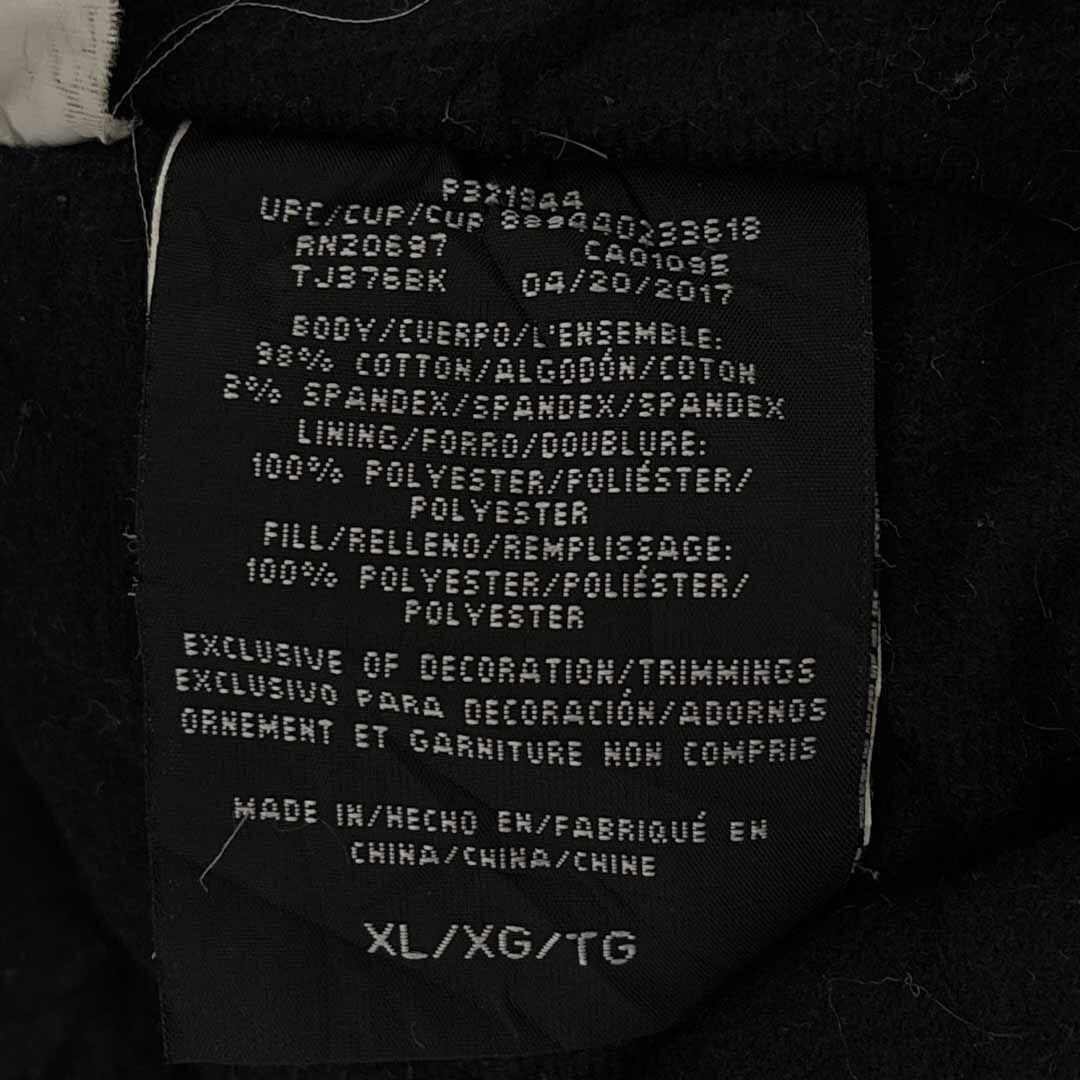 P321944
UPC/CUP/CUP 889440233618
RN20697 CA01095
TJ376BK 04/20/2017
BODY/CUERPO/L'ENSEMBLE:
98% COTTON/ALGODÓN/COTON
2% SPANDEX/SPANDEX/SPANDEX
LINING/FORRO/DOUBLURE:
100% POLYESTER/POLIÉSTER/
POLYESTER
FILL/RELLENO/REMPLISSAGE:
100% POLYESTER/POLIÉSTER/
POLYESTER
EXCLUSIVE OF DECORATION/TRIMMINGS
EXCLUSIVO PARA DECORACIÓN/ADORNOS
ORNEMENT ET GARNITURE NON COMPRIS
MADE IN/HECHO EN/FABRIQUÉ EN
CHINA/CHINA/CHINE
XL/XG/TG